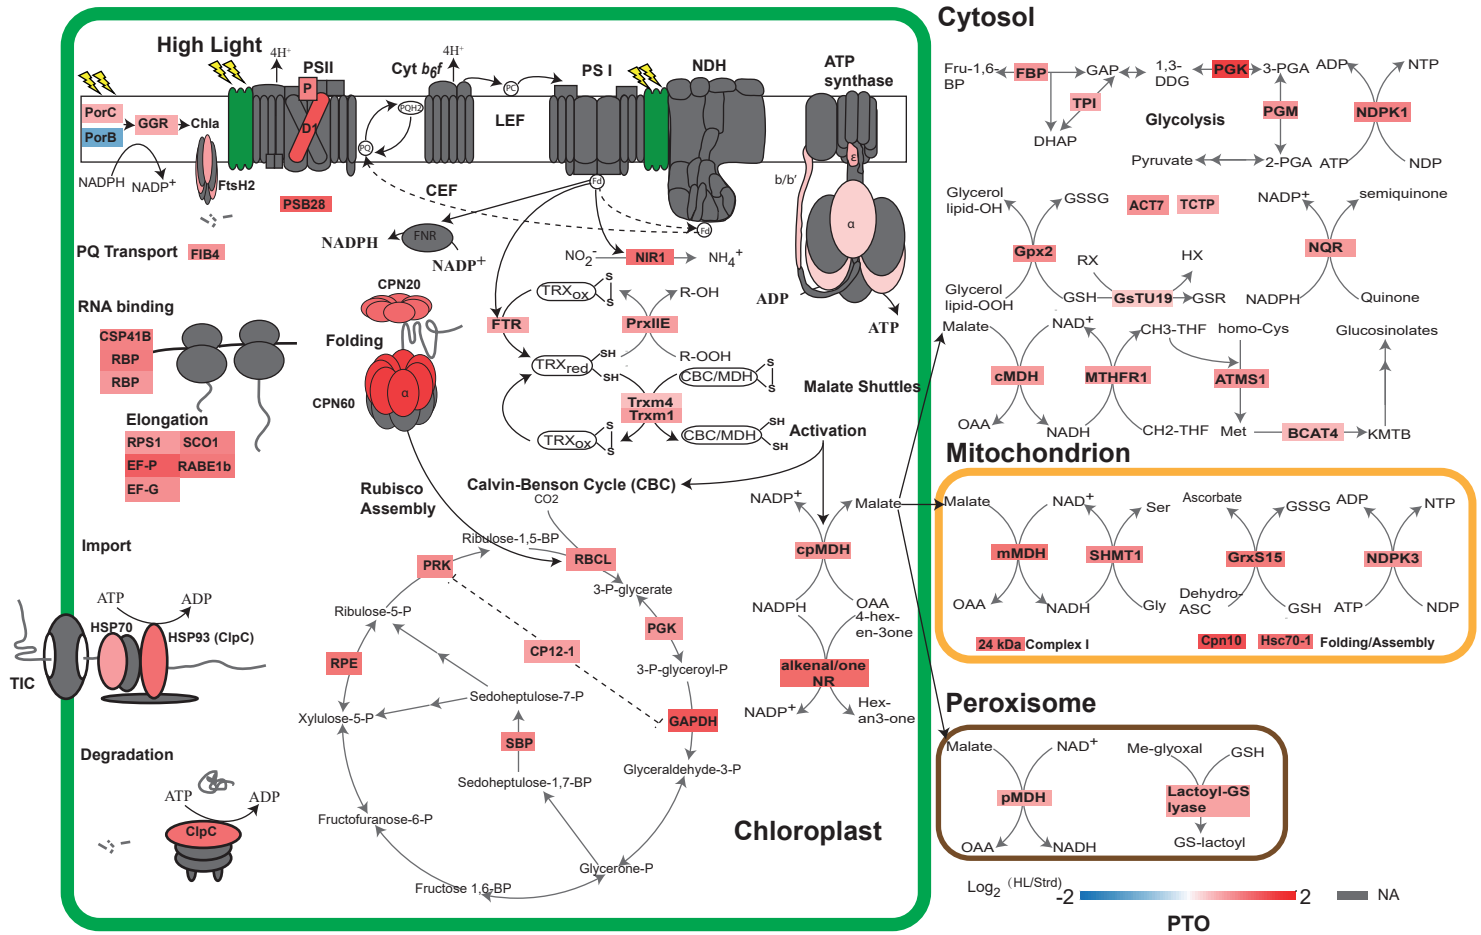 High Light
4H+
PSII
P
D1
Cyt b6f
4H+
PC
PS I
NDH
ATP
synthase
PorC
PorB
GGR
Chla
NADPH
NADP+
FtsH2
PSB28
PQH2
PQ
LEF
CEF
Fd
Fd
FNR
NADPH
NADP+
b/b'
ε
α
ADP
ATP
PQ Transport
FIB4
NO2-
NIR1
NH4+
RNA binding
CSP41B
RBP
RBP
Elongation
RPS1
SCO1
EF-P
RABE1b
EF-G
CPN20
Folding
α
CPN60
FTR
TRXox
S
S
PrxIIE
R-OH
R-OOH
TRXred
SH
SH
CBC/MDH
S
S
Trxm4
Trxm1
TRXox
S
S
CBC/MDH
SH
SH
Malate Shuttles
Activation
Rubisco
Assembly
Calvin-Benson Cycle (CBC)
CO2
Ribulose-1,5-BP
PRK
RBCL
3-P-glycerate
Ribulose-5-P
PGK
CP12-1
RPE
3-P-glyceroyl-P
Sedoheptulose-7-P
Xylulose-5-P
GAPDH
SBP
Sedoheptulose-1,7-BP
Glyceraldehyde-3-P
Fructofuranose-6-P
Glycerone-P
Fructose 1,6-BP
NADP+
Malate
cpMDH
NADPH
OAA
4-hex-
en-3one
alkenal/one
NR
NADP+
Hex-
an3-one
Import
ATP
ADP
HSP70
HSP93 (ClpC)
TIC
Degradation
ATP
ADP
ClpC
Chloroplast
Cytosol
Fru-1,6-
BP
FBP
GAP
TPI
DHAP
1,3-
DDG
PGK
3-PGA
Glycolysis
PGM
Pyruvate
2-PGA
ADP
NTP
NDPK1
ATP
NDP
Glycerol
lipid-OH
GSSG
ACT7
TCTP
Gpx2
Glycerol
lipid-OOH
RX
HX
GSH
GsTU19
GSR
NADP+
semiquinone
NQR
NADPH
Quinone
Malate
NAD+
cMDH
OAA
NADH
CH3-THF
MTHFR1
CH2-THF
homo-Cys
ATMS1
Met
BCAT4
KMTB
Glucosinolates
Mitochondrion
Malate
NAD+
mMDH
OAA
NADH
Ser
SHMT1
Gly
Ascorbate
GSSG
GrxS15
Dehydro-
ASC
GSH
ADP
NTP
NDPK3
ATP
NDP
24 kDa Complex I
Cpn10
Hsc70-1
Folding/Assembly
Peroxisome
Malate
NAD+
pMDH
OAA
NADH
Me-glyoxal
GSH
Lactoyl-GS
lyase
GS-lactoyl
Log2 (HL/Strd)
-2
2
NA
PTO